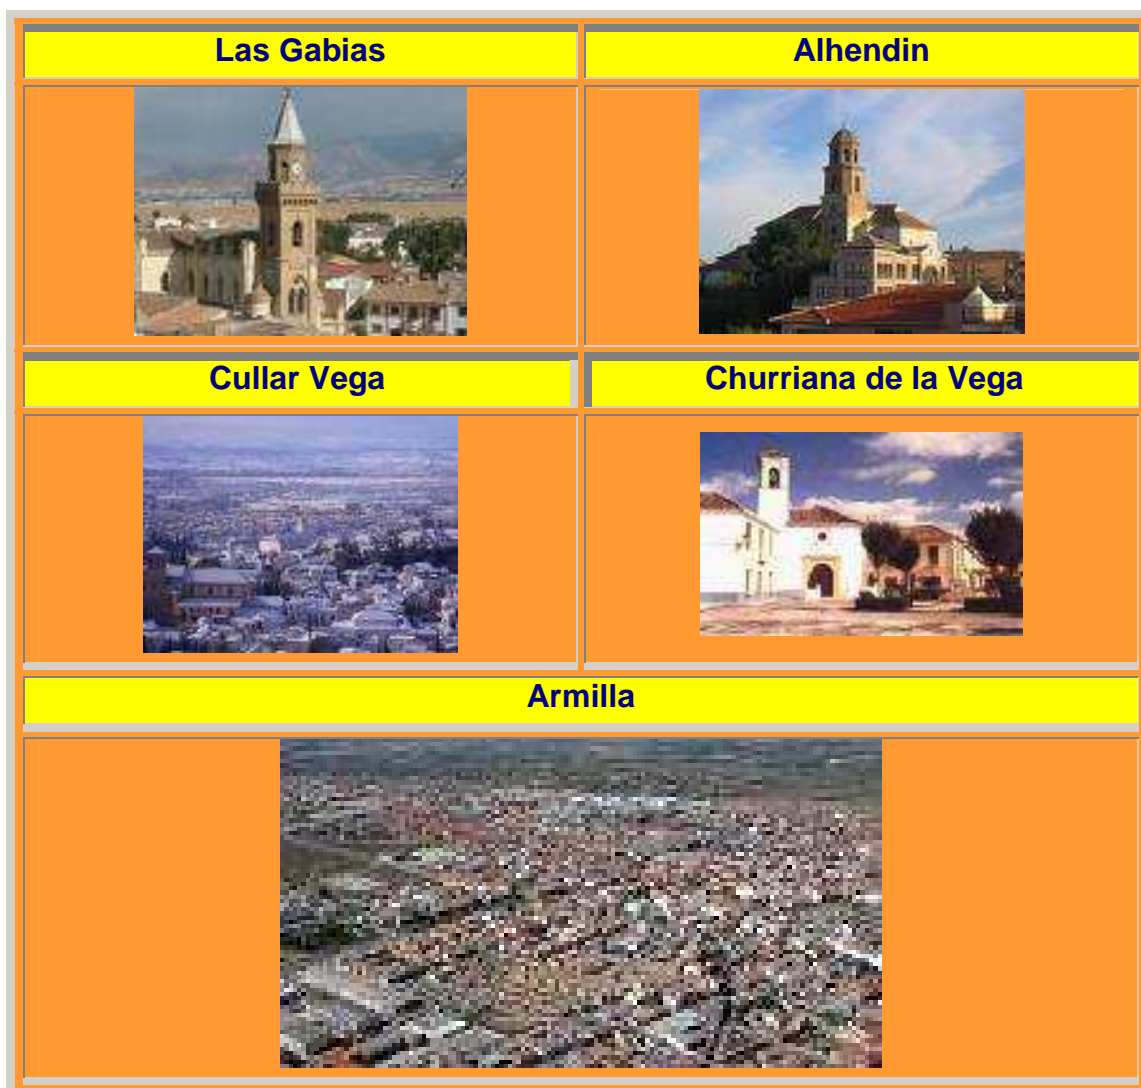 Las Gabias
Alhendin
Cullar Vega
Churriana de la Vega
Armilla